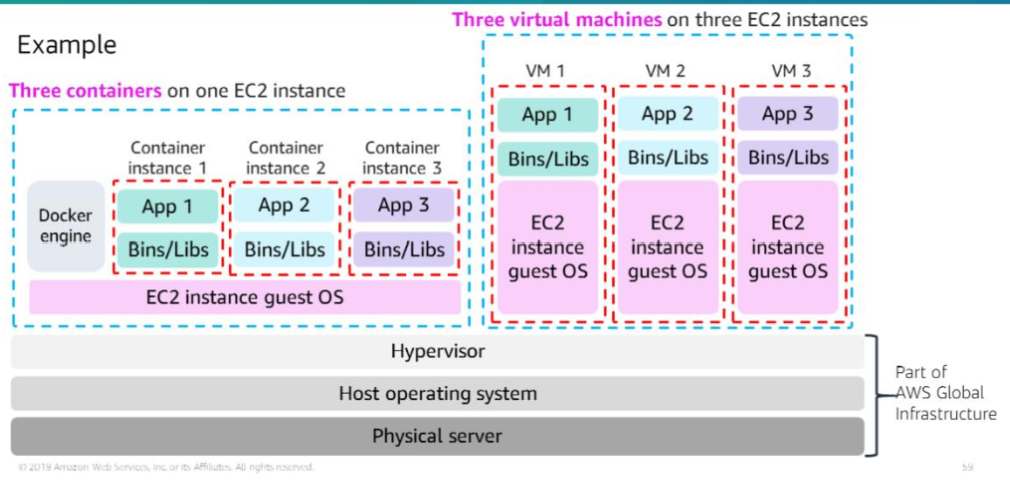 Example
Three containers on one EC2 instance
Container
instance 1
Container
instance 2
Container
instance 3
Docker
engine
App 1
App 2
App 3
Bins/Libs
Bins/Libs
Bins/Libs
EC2 instance guest OS
Three virtual machines on three EC2 instances
VM 1
VM 2
VM 3
App 1
App 2
App 3
Bins/Libs
Bins/Libs
Bins/Libs
EC2
instance
guest OS
EC2
instance
guest OS
EC2
instance
guest OS
Hypervisor
Host operating system
Physical server
Part of
AWS Global
Infrastructure
© 2019 Amazon Web Services, Inc. or its Affiliates. All rights reserved.
59